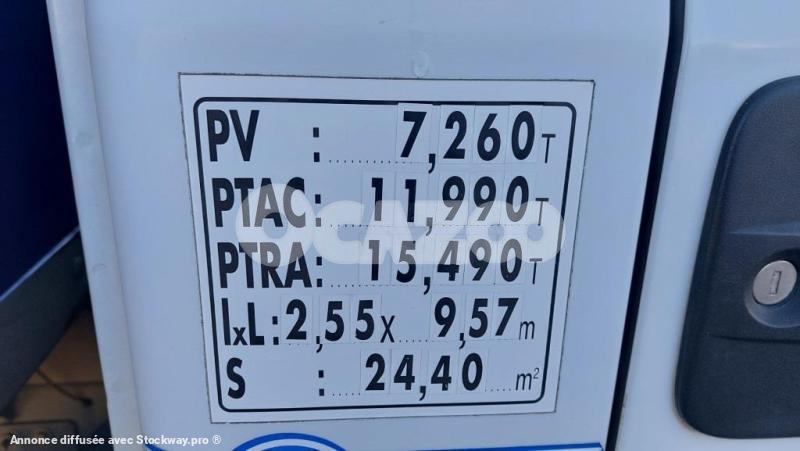 PV : 7,260 T
PTAC : 11,990 T
PTRA : 15,490 T
lxL : 2,55 x 9,57 m
S : 24,40 m²
OCAZOO
Annonce diffusée avec Stockway.pro ®